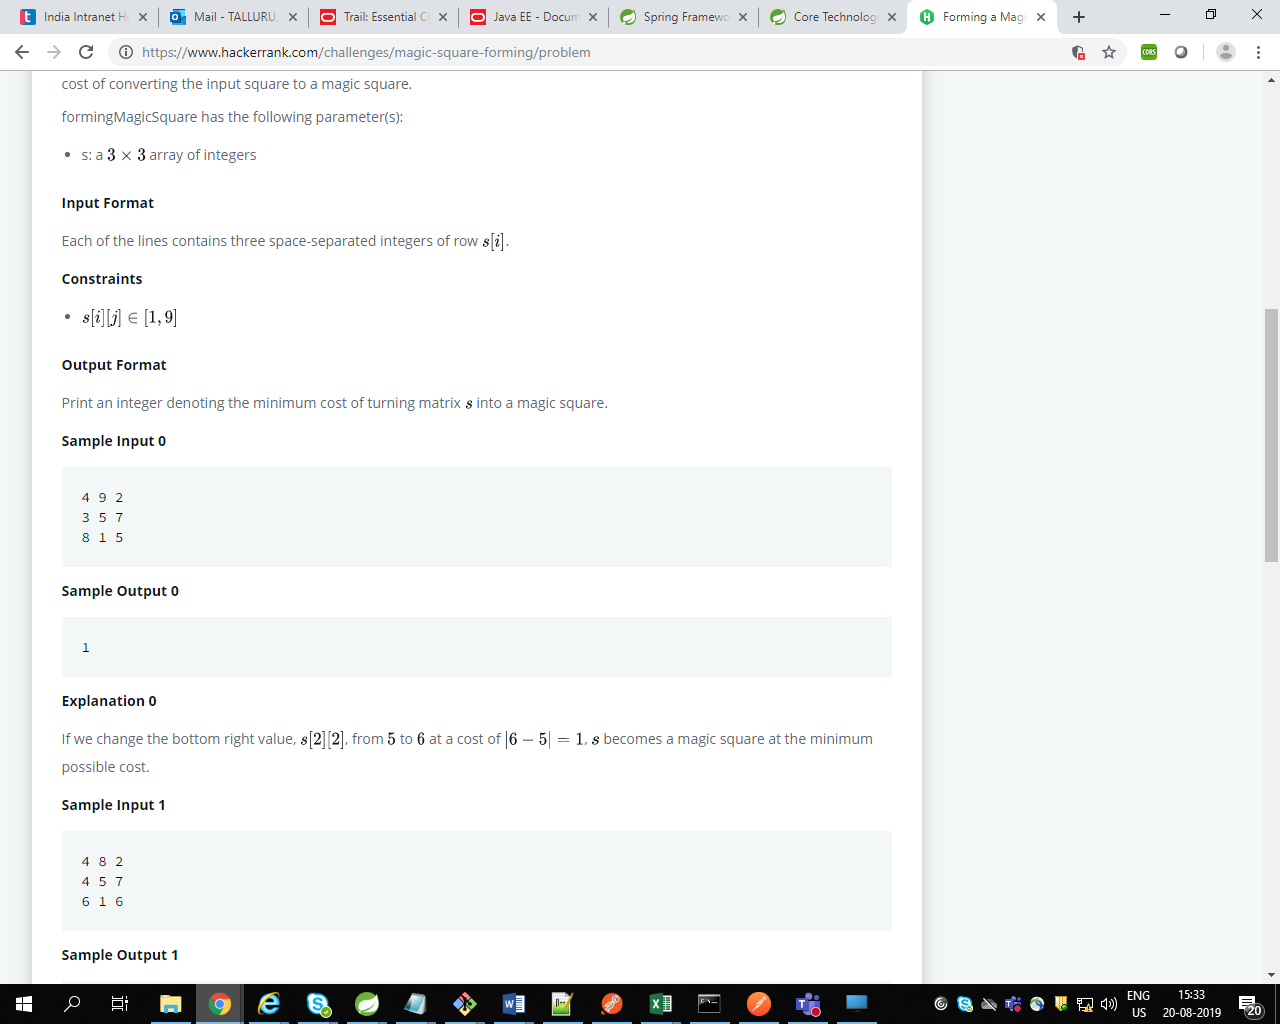 India Intranet Ho
Mail - TALLURU,
Trail: Essential Cl
Java EE - Docum
Spring Framewo
Core Technolog
Forming a Magi
https://www.hackerrank.com/challenges/magic-square-forming/problem
CORS
cost of converting the input square to a magic square.
formingMagicSquare has the following parameter(s):
• s: a 3 × 3 array of integers
Input Format
Each of the lines contains three space-separated integers of row s[i].
Constraints
• s[i][j] ∈ [1, 9]
Output Format
Print an integer denoting the minimum cost of turning matrix s into a magic square.
Sample Input 0
4 9 2
3 5 7
8 1 5
Sample Output 0
1
Explanation 0
If we change the bottom right value, s[2][2], from 5 to 6 at a cost of |6 − 5| = 1, s becomes a magic square at the minimum
possible cost.
Sample Input 1
4 8 2
4 5 7
6 1 6
Sample Output 1
ENG
US
15:33
20-08-2019
20